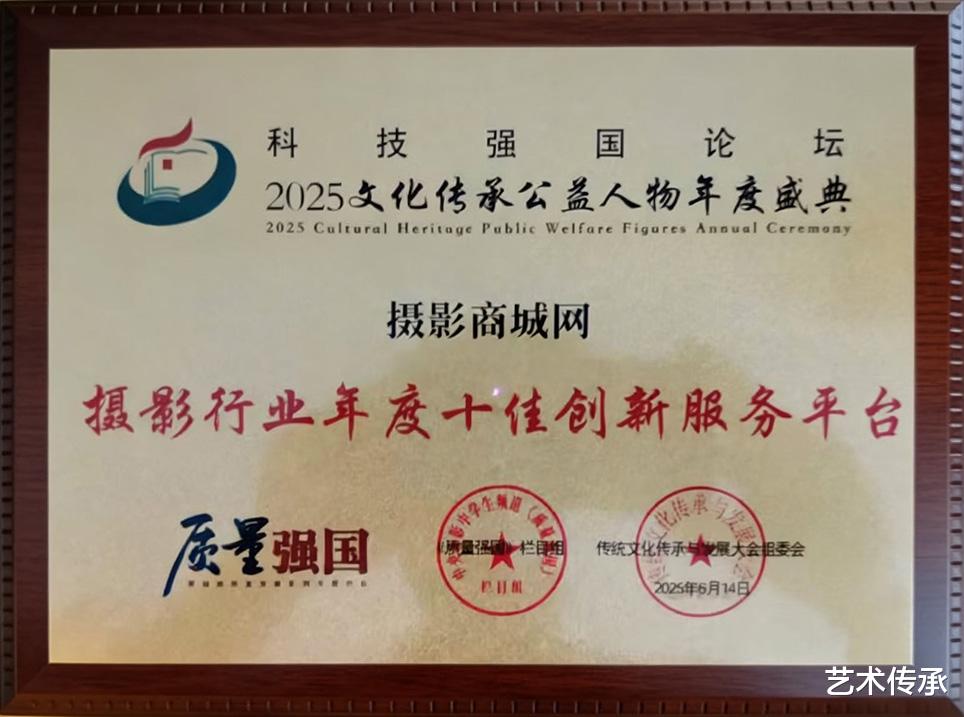 科技强国论坛
2025文化传承公益人物年度盛典
2025 Cultural Heritage Public Welfare Figures Annual Ceremony
摄影商城网
摄影行业年度十佳创新服务平台
质量强国
《质量强国》栏目组
栏目组
传统文化传承与发展大会组委会
2025年6月14日
艺术传承